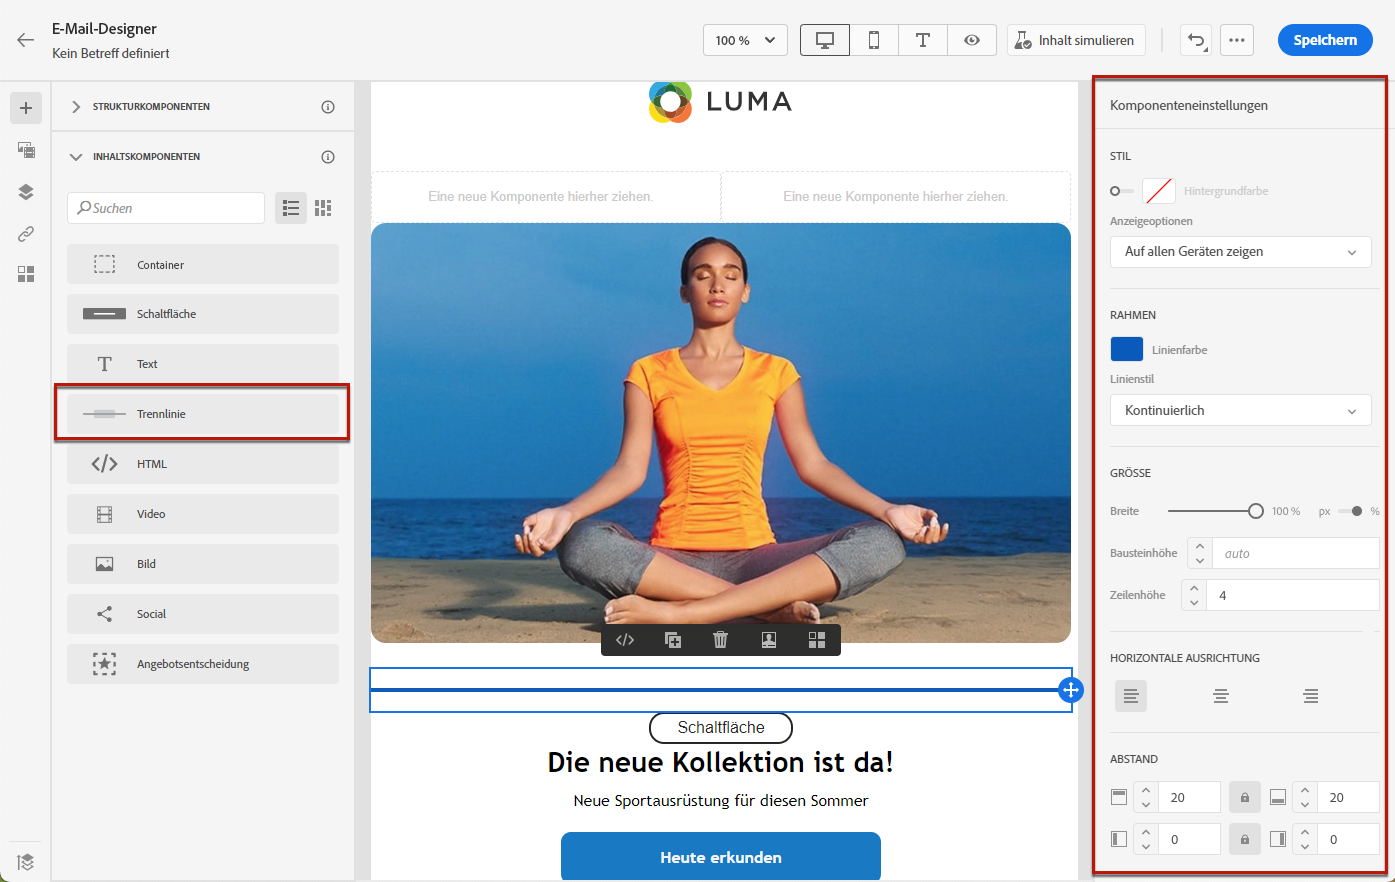 E-Mail-Designer
Kein Betreff definiert
100 %
Inhalt simulieren
Speichern
STRUKTURKOMPONENTEN
INHALTSKOMPONENTEN
Suchen
Container
Schaltfläche
Text
Trennlinie
HTML
Video
Bild
Social
Angebotsentscheidung
LUMA
Eine neue Komponente hierher ziehen.
Eine neue Komponente hierher ziehen.
Schaltfläche
Die neue Kollektion ist da!
Neue Sportausrüstung für diesen Sommer
Heute erkunden
Komponenteneinstellungen
STIL
Hintergrundfarbe
Anzeigeoptionen
Auf allen Geräten zeigen
RAHMEN
Linienfarbe
Linienstil
Kontinuierlich
GRÖSSE
Breite 100 % px %
Bausteinhöhe auto
Zeilenhöhe 4
HORIZONTALE AUSRICHTUNG
ABSTAND
20 20
0 0